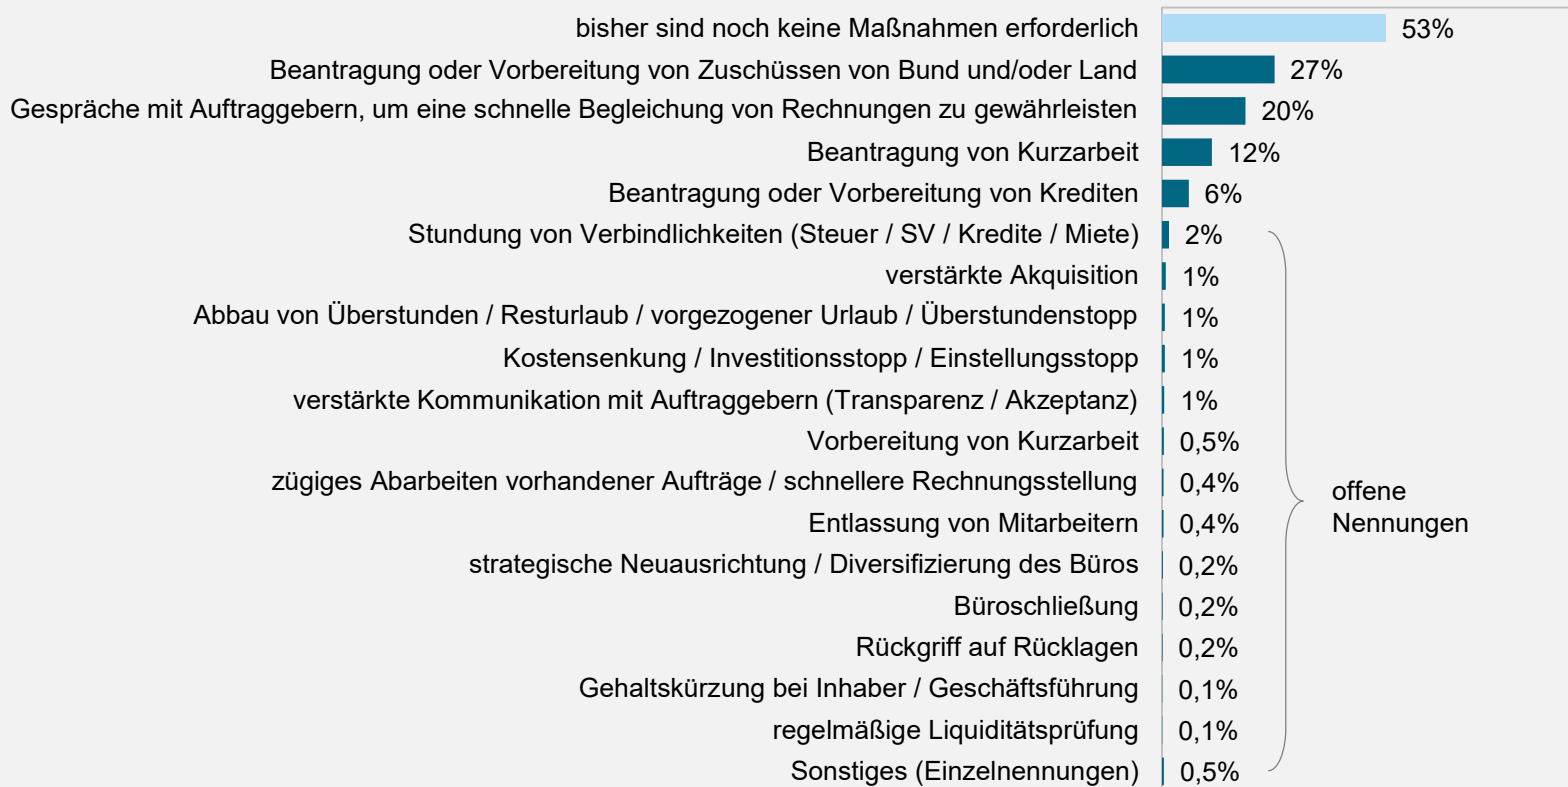 bisher sind noch keine Maßnahmen erforderlich 53%
Beantragung oder Vorbereitung von Zuschüssen von Bund und/oder Land 27%
Gespräche mit Auftraggebern, um eine schnelle Begleichung von Rechnungen zu gewährleisten 20%
Beantragung von Kurzarbeit 12%
Beantragung oder Vorbereitung von Krediten 6%
Stundung von Verbindlichkeiten (Steuer / SV / Kredite / Miete) 2%
verstärkte Akquisition 1%
Abbau von Überstunden / Resturlaub / vorgezogener Urlaub / Überstundenstopp 1%
Kostensenkung / Investitionsstopp / Einstellungsstopp 1%
verstärkte Kommunikation mit Auftraggebern (Transparenz / Akzeptanz) 1%
Vorbereitung von Kurzarbeit 0,5%
zügiges Abarbeiten vorhandener Aufträge / schnellere Rechnungsstellung 0,4%
Entlassung von Mitarbeitern 0,4%
strategische Neuausrichtung / Diversifizierung des Büros 0,2%
Büroschließung 0,2%
Rückgriff auf Rücklagen 0,2%
Gehaltskürzung bei Inhaber / Geschäftsführung 0,1%
regelmäßige Liquiditätsprüfung 0,1%
Sonstiges (Einzelnennungen) 0,5%
offene
Nennungen